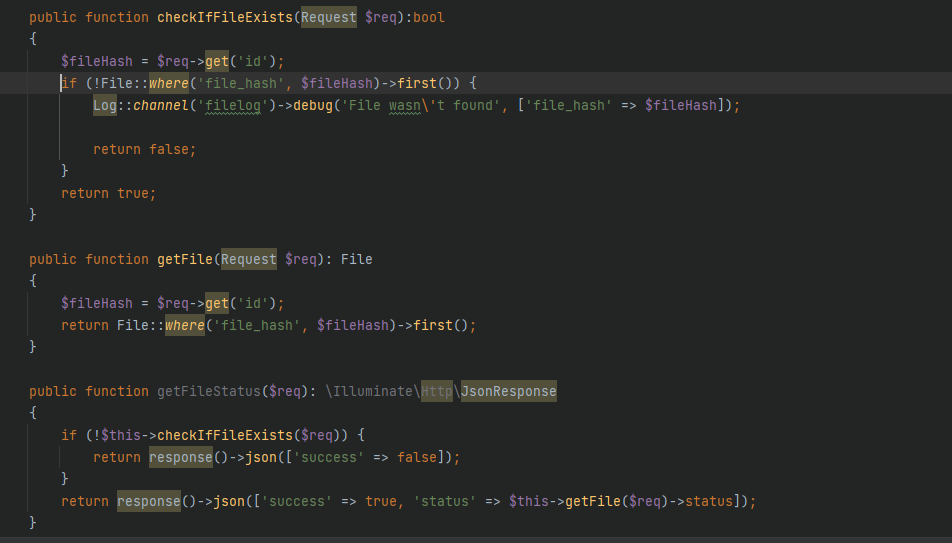 public function checkIfFileExists(Request $req):bool
{
    $fileHash = $req->get('id');
    if (!File::where('file_hash', $fileHash)->first()) {
        Log::channel('filelog')->debug('File wasn\'t found', ['file_hash' => $fileHash]);

        return false;
    }
    return true;
}

public function getFile(Request $req): File
{
    $fileHash = $req->get('id');
    return File::where('file_hash', $fileHash)->first();
}

public function getFileStatus($req): \Illuminate\Http\JsonResponse
{
    if (!$this->checkIfFileExists($req)) {
        return response()->json(['success' => false]);
    }
    return response()->json(['success' => true, 'status' => $this->getFile($req)->status]);
}